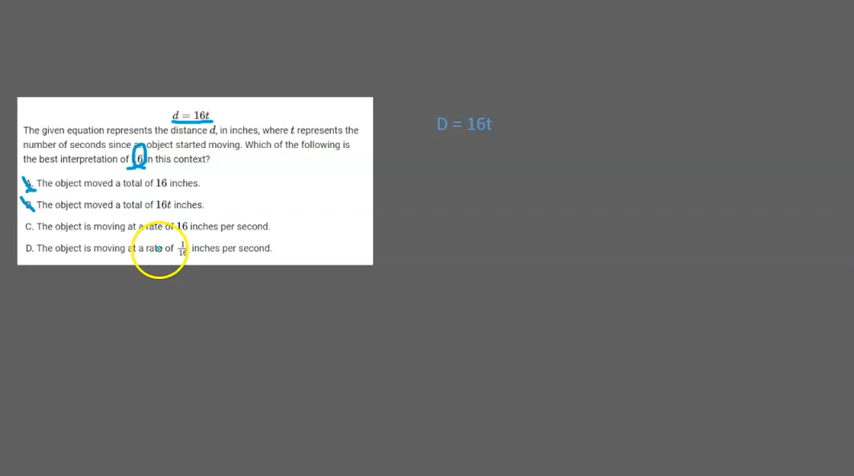 d = 16t
The given equation represents the distance d, in inches, where t represents the
number of seconds since an object started moving. Which of the following is
the best interpretation of 16 in this context?
A. The object moved a total of 16 inches.
B. The object moved a total of 16t inches.
C. The object is moving at a rate of 16 inches per second.
D. The object is moving at a rate of 1/16 inches per second.
D = 16t